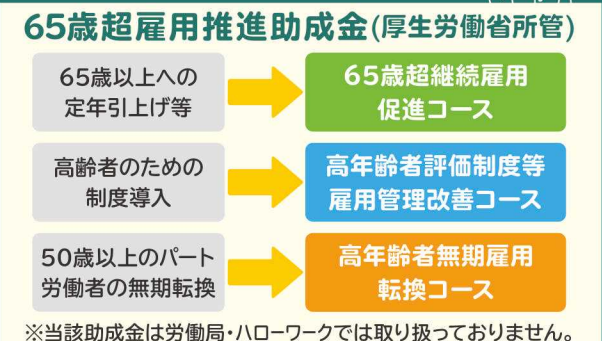 65歳超雇用推進助成金(厚生労働省所管)
65歳以上への
定年引上げ等
65歳超継続雇用
促進コース
高齢者のための
制度導入
高年齢者評価制度等
雇用管理改善コース
50歳以上のパート
労働者の無期転換
高年齢者無期雇用
転換コース
※当該助成金は労働局・ハローワークでは取り扱っておりません。